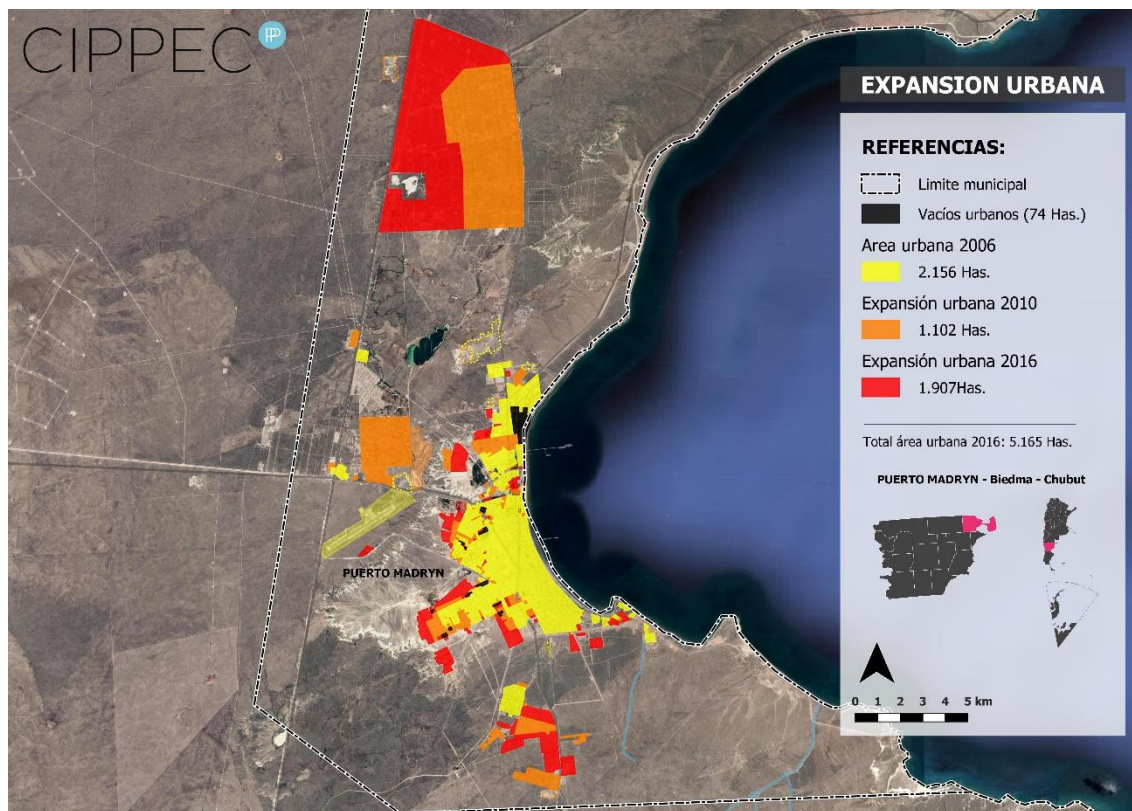 CIPPEC
PP
EXPANSION URBANA
REFERENCIAS:
Limite municipal
Vacíos urbanos (74 Has.)
Area urbana 2006
2.156 Has.
Expansión urbana 2010
1.102 Has.
Expansión urbana 2016
1.907Has.
Total área urbana 2016: 5.165 Has.
PUERTO MADRYN - Biedma - Chubut
PUERTO MADRYN
0 1 2 3 4 5 km